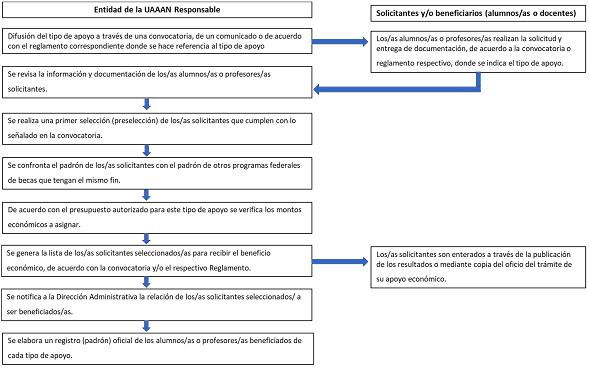 Entidad de la UAAAN Responsable
Solicitantes y/o beneficiarios (alumnos/as o docentes)
Difusión del tipo de apoyo a través de una convocatoria, de un comunicado o de acuerdo
con el reglamento correspondiente donde se hace referencia al tipo de apoyo
Los/as alumnos/as o profesores/as realizan la solicitud y
entrega de documentación, de acuerdo a la convocatoria o
reglamento respectivo, donde se indica el tipo de apoyo.
Se revisa la información y documentación de los/as alumnos/as o profesores/as
solicitantes.
Se realiza una primer selección (preselección) de los/as solicitantes que cumplen con lo
señalado en la convocatoria.
Se confronta el padrón de los/as solicitantes con el padrón de otros programas federales
de becas que tengan el mismo fin.
De acuerdo con el presupuesto autorizado para este tipo de apoyo se verifica los montos
económicos a asignar.
Se genera la lista de los/as solicitantes seleccionados/as para recibir el beneficio
económico, de acuerdo con la convocatoria y/o el respectivo Reglamento.
Los/as solicitantes son enterados a través de la publicación
de los resultados o mediante copia del oficio del trámite de
su apoyo económico.
Se notifica a la Dirección Administrativa la relación de los/as solicitantes seleccionados/ a
ser beneficiados/as.
Se elabora un registro (padrón) oficial de los alumnos/as o profesores/as beneficiados de
cada tipo de apoyo.